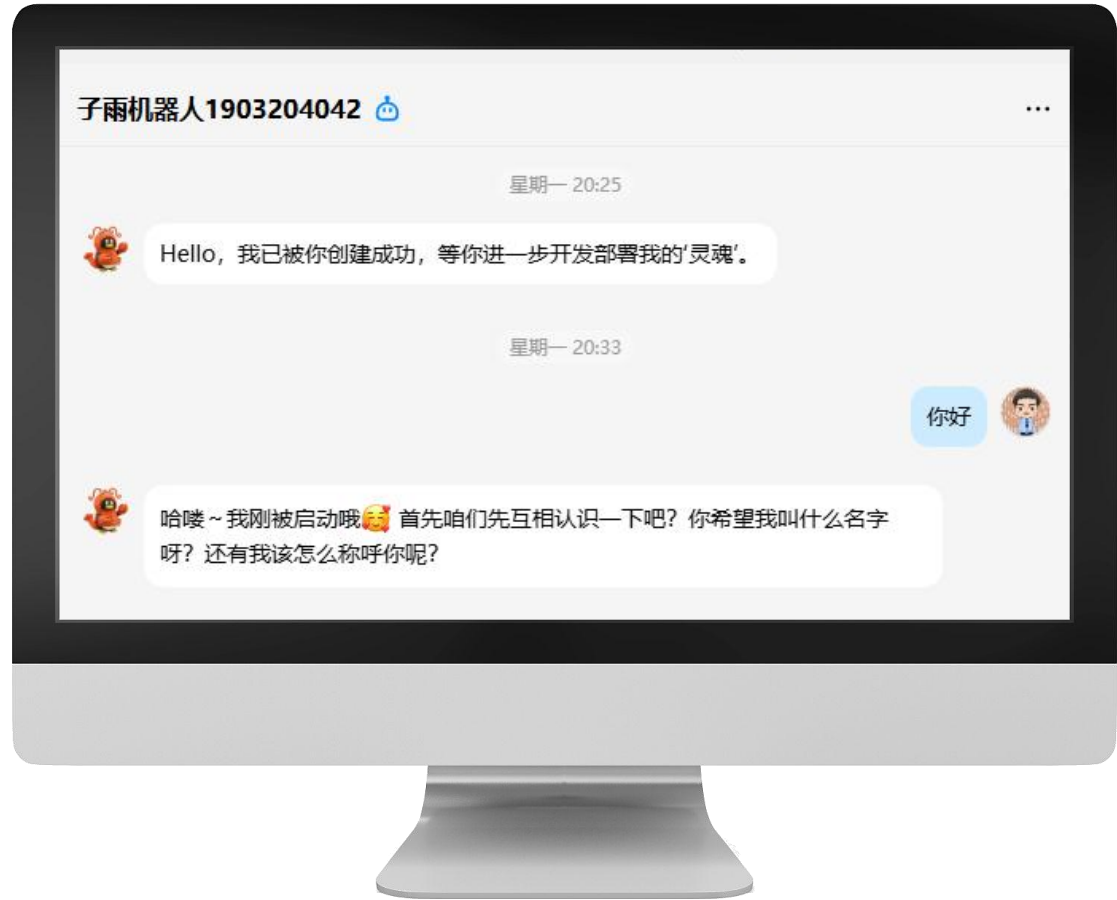 子雨机器人1903204042
星期一 20:25
Hello，我已被你创建成功，等你进一步开发部署我的‘灵魂’。
星期一 20:33
你好
哈喽～我刚被启动哦🥰 首先咱们先互相认识一下吧？你希望我叫什么名字
呀？还有我该怎么称呼你呢？